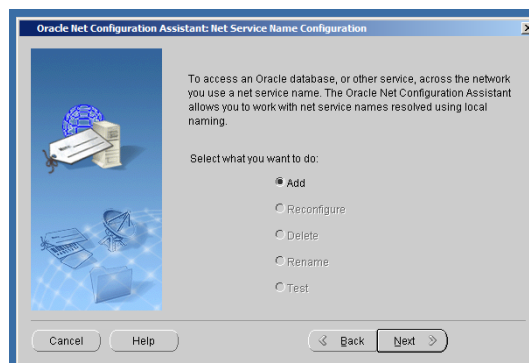 Oracle Net Configuration Assistant: Net Service Name Configuration
To access an Oracle database, or other service, across the network
you use a net service name. The Oracle Net Configuration Assistant
allows you to work with net service names resolved using local
naming.
Select what you want to do:
Add
Reconfigure
Delete
Rename
Test
Cancel
Help
Back
Next